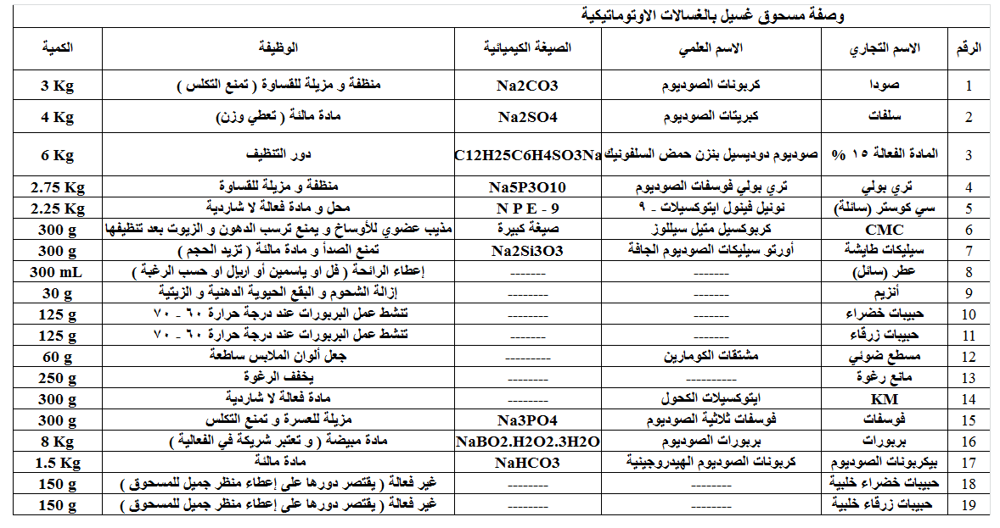 وصفة مسحوق غسيل بالغسالات الاوتوماتيكية
الرقم الاسم التجاري الاسم العلمي الصيغة الكيميائية الوظيفة الكمية
1 صودا كربونات الصوديوم Na2CO3 منظفة و مزيلة للقساوة ( تمنع التكلس ) 3 Kg
2 سلفات كبريتات الصوديوم Na2SO4 مادة مالئة ( تعطي وزن) 4 Kg
3 المادة الفعالة ١٥ % صوديوم دوديسيل بنزن حمض السلفونيك C12H25C6H4SO3Na دور التنظيف 6 Kg
4 تري بولي تري بولي فوسفات الصوديوم Na5P3O10 منظفة و مزيلة للقساوة 2.75 Kg
5 سي كوستر (سائلة) نونيل فينول ايتوكسيلات - ٩ N P E - 9 محل و مادة فعالة لا شاردية 2.25 Kg
6 CMC كربوكسيل متيل سيللوز صيغة كبيرة مذيب عضوي للأوساخ و يمنع ترسب الدهون و الزيوت بعد تنظيفها 300 g
7 سيليكات طايشة أورتو سيليكات الصوديوم الجافة Na2Si3O3 تمنع الصدأ و مادة مالئة ( تزيد الحجم ) 300 g
8 عطر (سائل) ------- ------- إعطاء الرائحة ( فل او ياسمين أو اريال او حسب الرغبة ) 300 mL
9 أنزيم ------- -------- إزالة الشحوم و البقع الحيوية الدهنية و الزيتية 30 g
10 حبيبات خضراء ------- -------- تنشط عمل البربورات عند درجة حرارة ٦٠ - ٧٠ 125 g
11 حبيبات زرقاء ------- -------- تنشط عمل البربورات عند درجة حرارة ٦٠ - ٧٠ 125 g
12 مسطع ضوئي مشتقات الكومارين --------- جعل ألوان الملابس ساطعة 60 g
13 مانع رغوة ---------- -------- يخفف الرغوة 250 g
14 KM ايتوكسيلات الكحول -------- مادة فعالة لا شاردية 300 g
15 فوسفات فوسفات ثلاثية الصوديوم Na3PO4 مزيلة للعسرة و تمنع التكلس 300 g
16 بربورات بربورات الصوديوم NaBO2.H2O2.3H2O مادة مبيضة ( و تعتبر شريكة في الفعالية ) 8 Kg
17 بيكربونات الصوديوم كربونات الصوديوم الهيدروجينية NaHCO3 مادة مالئة 1.5 Kg
18 حبيبات خضراء خلبية -------- -------- غير فعالة ( يقتصر دورها على إعطاء منظر جميل للمسحوق ) 150 g
19 حبيبات زرقاء خلبية -------- -------- غير فعالة ( يقتصر دورها على إعطاء منظر جميل للمسحوق ) 150 g